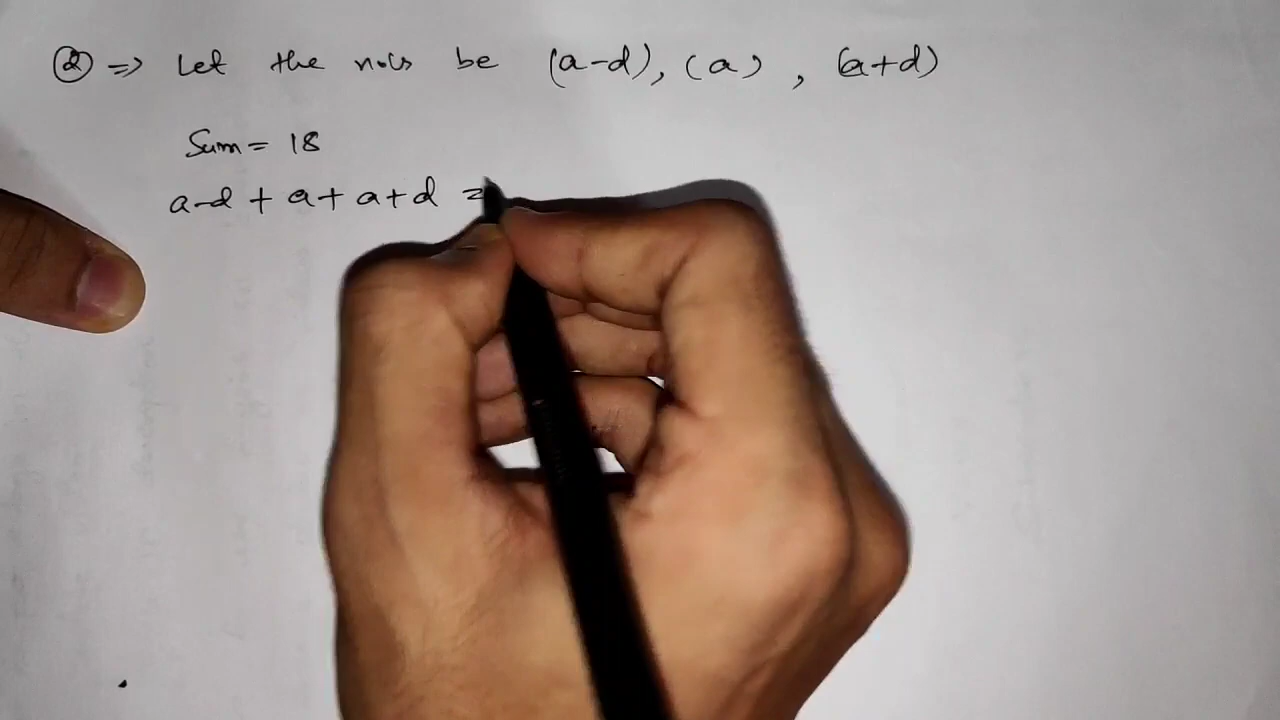 ② => Let the no's be (a-d), (a) , (a+d)
Sum = 18
a-d + a + a+d =